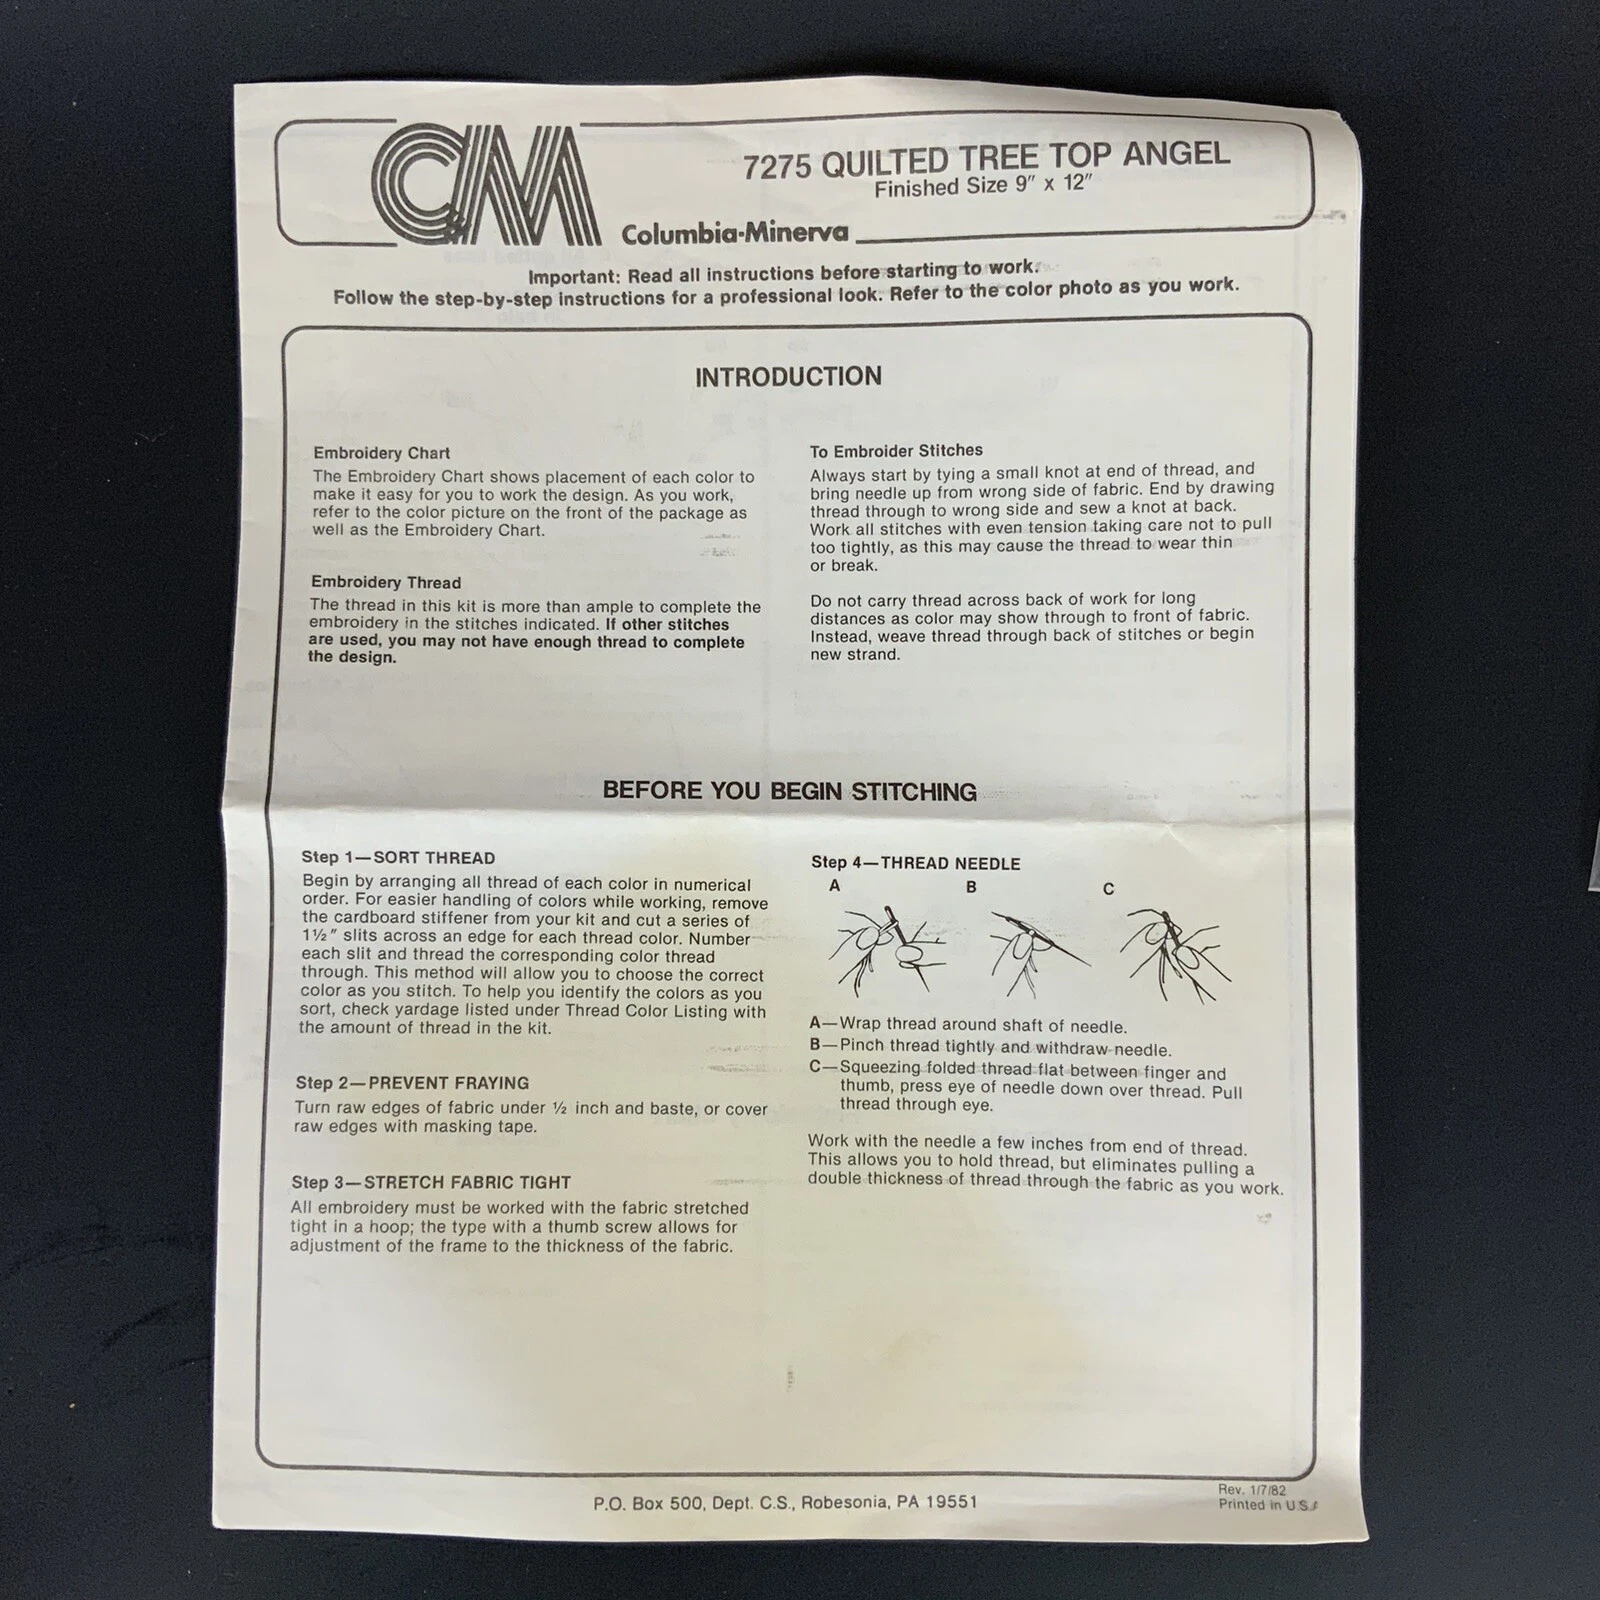 CM
7275 QUILTED TREE TOP ANGEL
Finished Size 9" x 12"
Columbia-Minerva
Important: Read all instructions before starting to work.
Follow the step-by-step instructions for a professional look. Refer to the color photo as you work.
INTRODUCTION
Embroidery Chart
The Embroidery Chart shows placement of each color to
make it easy for you to work the design. As you work,
refer to the color picture on the front of the package as
well as the Embroidery Chart.
Embroidery Thread
The thread in this kit is more than ample to complete the
embroidery in the stitches indicated. If other stitches
are used, you may not have enough thread to complete
the design.
To Embroider Stitches
Always start by tying a small knot at end of thread, and
bring needle up from wrong side of fabric. End by drawing
thread through to wrong side and sew a knot at back.
Work all stitches with even tension taking care not to pull
too tightly, as this may cause the thread to wear thin
or break.
Do not carry thread across back of work for long
distances as color may show through to front of fabric.
Instead, weave thread through back of stitches or begin
new strand.
BEFORE YOU BEGIN STITCHING
Step 1—SORT THREAD
Begin by arranging all thread of each color in numerical
order. For easier handling of colors while working, remove
the cardboard stiffener from your kit and cut a series of
1½" slits across an edge for each thread color. Number
each slit and thread the corresponding color thread
through. This method will allow you to choose the correct
color as you stitch. To help you identify the colors as you
sort, check yardage listed under Thread Color Listing with
the amount of thread in the kit.
Step 2—PREVENT FRAYING
Turn raw edges of fabric under ½ inch and baste, or cover
raw edges with masking tape.
Step 3—STRETCH FABRIC TIGHT
All embroidery must be worked with the fabric stretched
tight in a hoop; the type with a thumb screw allows for
adjustment of the frame to the thickness of the fabric.
Step 4—THREAD NEEDLE
A B C
A—Wrap thread around shaft of needle.
B—Pinch thread tightly and withdraw needle.
C—Squeezing folded thread flat between finger and
thumb, press eye of needle down over thread. Pull
thread through eye.
Work with the needle a few inches from end of thread.
This allows you to hold thread, but eliminates pulling a
double thickness of thread through the fabric as you work.
P.O. Box 500, Dept. C.S., Robesonia, PA 19551
Rev. 1/7/82
Printed in U.S.A